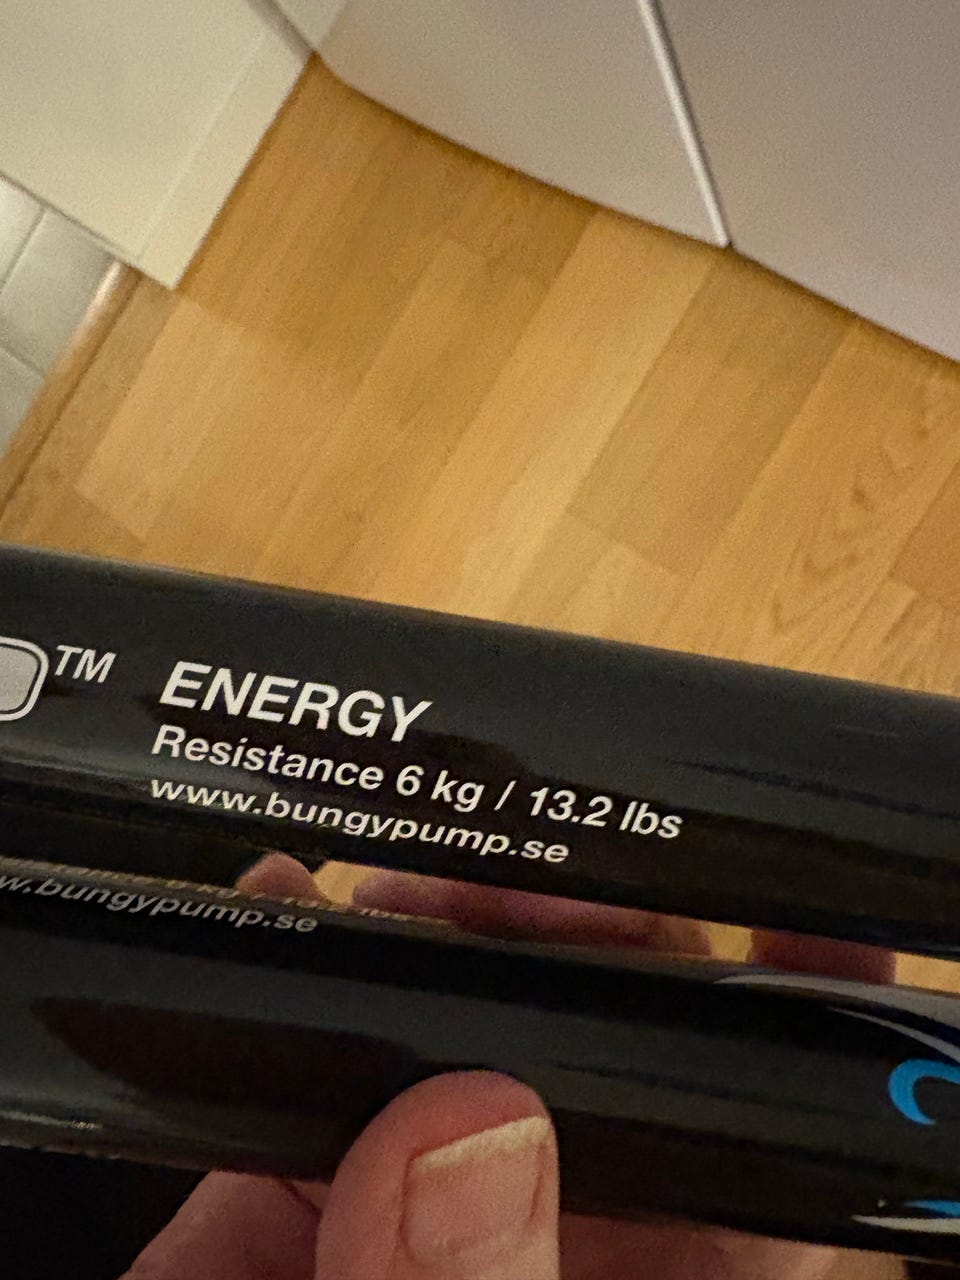 TM
ENERGY
Resistance 6 kg / 13.2 lbs
www.bungypump.se
w.bungypump.se